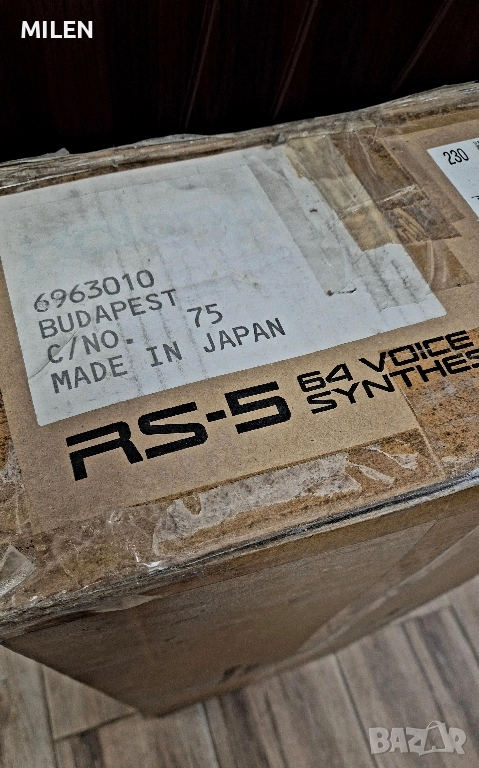 MILEN
230
6963010
BUDAPEST
C/NO. 75
MADE IN JAPAN
RS-5 64 VOICE
SYNTHES
BAZAR